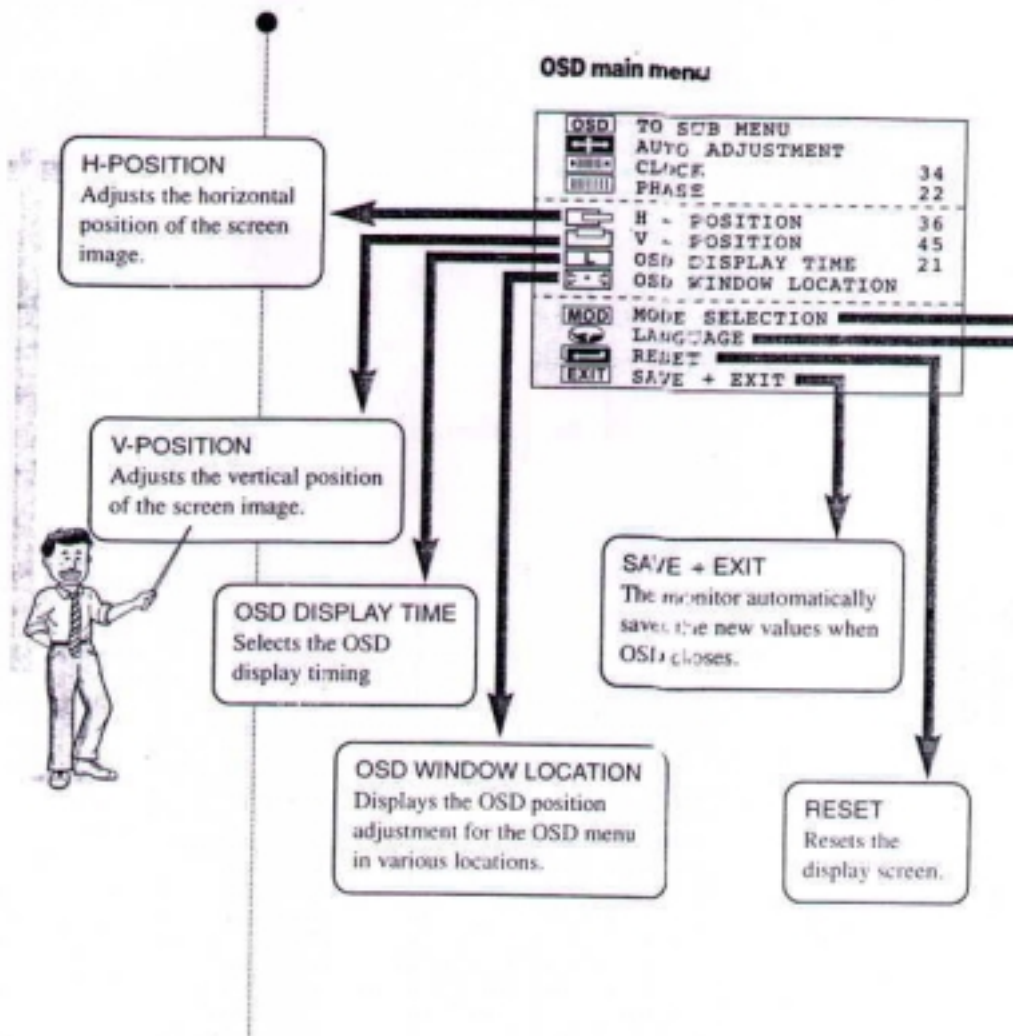 OSD main menu
OSD TO SUB MENU
AUTO ADJUSTMENT
CLOCK 34
PHASE 22
H - POSITION 36
V - POSITION 45
L OSD DISPLAY TIME 21
OSD WINDOW LOCATION
MOD MODE SELECTION
LANGUAGE
RESET
EXIT SAVE + EXIT
H-POSITION
Adjusts the horizontal
position of the screen
image.
V-POSITION
Adjusts the vertical position
of the screen image.
OSD DISPLAY TIME
Selects the OSD
display timing
OSD WINDOW LOCATION
Displays the OSD position
adjustment for the OSD menu
in various locations.
SAVE + EXIT
The monitor automatically
saves the new values when
OSD closes.
RESET
Resets the
display screen.